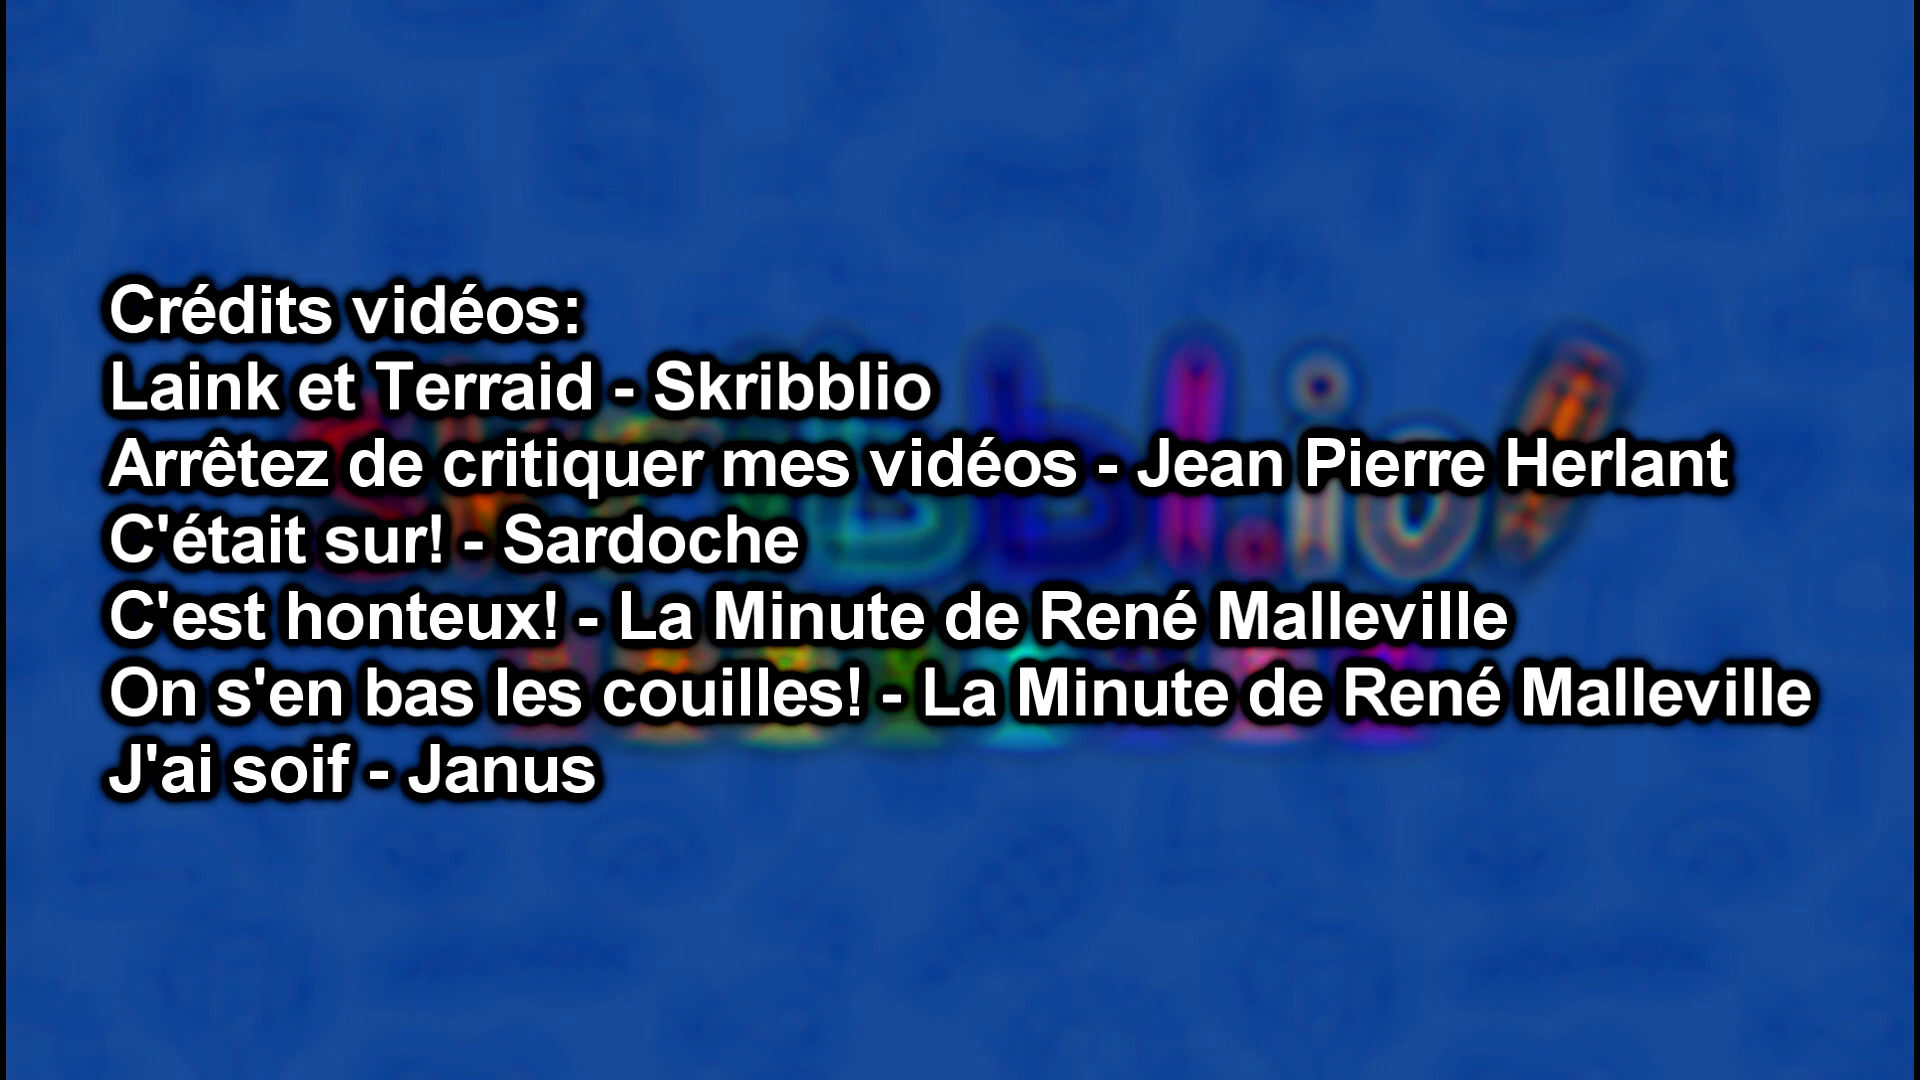 Crédits vidéos:
Laink et Terraid - Skribblio
Arrêtez de critiquer mes vidéos - Jean Pierre Herlant
C'était sur! - Sardoche
C'est honteux! - La Minute de René Malleville
On s'en bas les couilles! - La Minute de René Malleville
J'ai soif - Janus